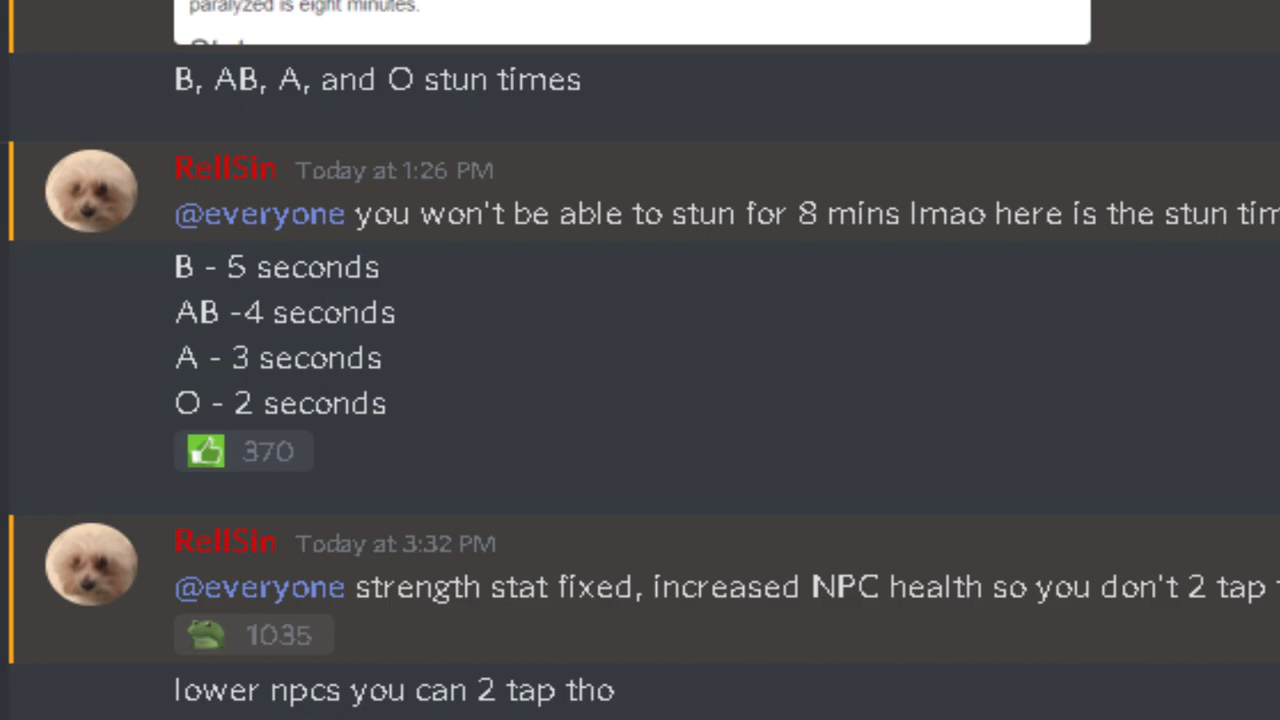 paralyzed is eight minutes.
B, AB, A, and O stun times
RellSin Today at 1:26 PM
@everyone you won't be able to stun for 8 mins lmao here is the stun tim
B - 5 seconds
AB -4 seconds
A - 3 seconds
O - 2 seconds
370
RellSin Today at 3:32 PM
@everyone strength stat fixed, increased NPC health so you don't 2 tap
1035
lower npcs you can 2 tap tho